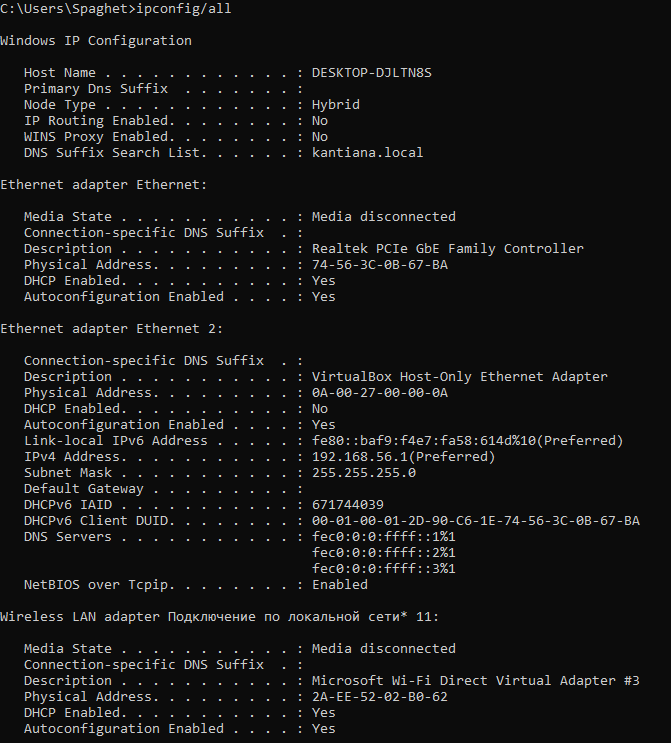 C:\Users\Spaghet>ipconfig/all
Windows IP Configuration
Host Name . . . . . . . . . . . . : DESKTOP-DJLTN8S
Primary Dns Suffix  . . . . . . . :
Node Type . . . . . . . . . . . . : Hybrid
IP Routing Enabled. . . . . . . . : No
WINS Proxy Enabled. . . . . . . . : No
DNS Suffix Search List. . . . . . : kantiana.local
Ethernet adapter Ethernet:
Media State . . . . . . . . . . . : Media disconnected
Connection-specific DNS Suffix  . :
Description . . . . . . . . . . . : Realtek PCIe GbE Family Controller
Physical Address. . . . . . . . . : 74-56-3C-0B-67-BA
DHCP Enabled. . . . . . . . . . . : Yes
Autoconfiguration Enabled . . . . : Yes
Ethernet adapter Ethernet 2:
Connection-specific DNS Suffix  . :
Description . . . . . . . . . . . : VirtualBox Host-Only Ethernet Adapter
Physical Address. . . . . . . . . : 0A-00-27-00-00-0A
DHCP Enabled. . . . . . . . . . . : No
Autoconfiguration Enabled . . . . : Yes
Link-local IPv6 Address . . . . . : fe80::baf9:f4e7:fa58:614d%10(Preferred)
IPv4 Address. . . . . . . . . . . : 192.168.56.1(Preferred)
Subnet Mask . . . . . . . . . . . : 255.255.255.0
Default Gateway . . . . . . . . . :
DHCPv6 IAID . . . . . . . . . . . : 671744039
DHCPv6 Client DUID. . . . . . . . : 00-01-00-01-2D-90-C6-1E-74-56-3C-0B-67-BA
DNS Servers . . . . . . . . . . . : fec0:0:0:ffff::1%1
fec0:0:0:ffff::2%1
fec0:0:0:ffff::3%1
NetBIOS over Tcpip. . . . . . . . : Enabled
Wireless LAN adapter Подключение по локальной сети* 11:
Media State . . . . . . . . . . . : Media disconnected
Connection-specific DNS Suffix  . :
Description . . . . . . . . . . . : Microsoft Wi-Fi Direct Virtual Adapter #3
Physical Address. . . . . . . . . : 2A-EE-52-02-B0-62
DHCP Enabled. . . . . . . . . . . : Yes
Autoconfiguration Enabled . . . . : Yes